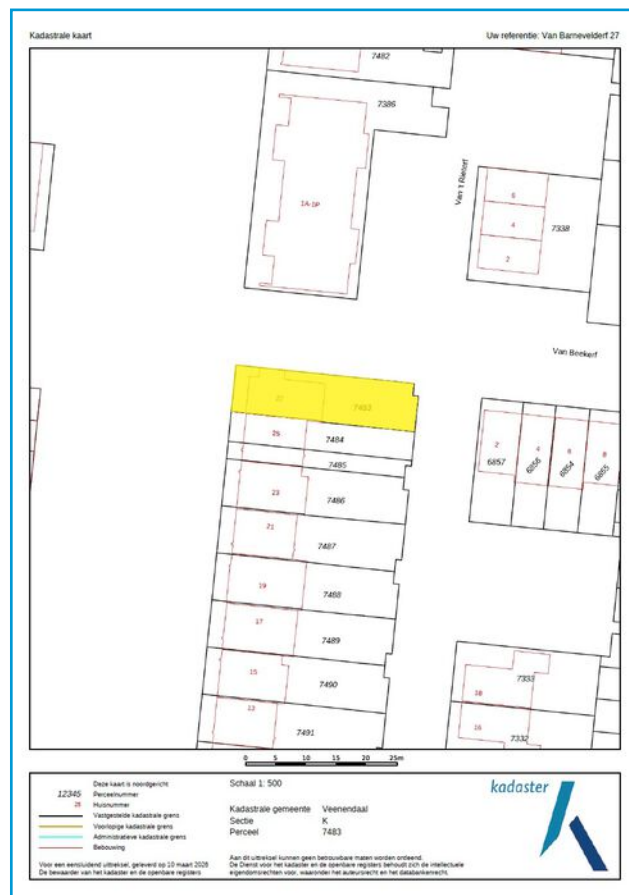 Kadastrale kaart
Uw referentie: Van Barnevelderf 27
7482
7386
1A-9P
Van 't Rieterf
6
4
2
7338
Van Beekerf
7483
25
7484
7485
23
7486
21
7487
19
7488
17
7489
15
7490
13
7491
2
6857
4
6856
6
6854
8
6855
7333
18
16
7332
0 5 10 15 20 25m
Deze kaart is noordgericht
12345 Perceelnummer
Huisnummer
Vastgestelde kadastrale grens
Voorlopige kadastrale grens
Administratieve kadastrale grens
Bebouwing
Voor een eensluidend uittreksel, geleverd op 10 maart 2026
De bewaarder van het kadaster en de openbare registers
Schaal 1: 500
Kadastrale gemeente Veenendaal
Sectie K
Perceel 7483
Aan dit uittreksel kunnen geen betrouwbare maten worden ontleend.
De Dienst voor het kadaster en de openbare registers behoudt zich de intellectuele
eigendomsrechten voor, waaronder het auteursrecht en het databankenrecht.
kadaster